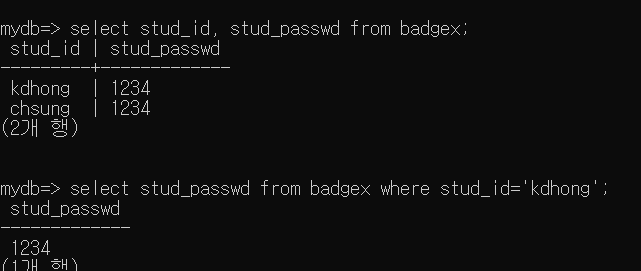 mydb=> select stud_id, stud_passwd from badgex;
 stud_id | stud_passwd
---------+-------------
 kdhong  | 1234
 chsung  | 1234
(2개 행)
mydb=> select stud_passwd from badgex where stud_id='kdhong';
 stud_passwd
-------------
 1234
(1개 행)